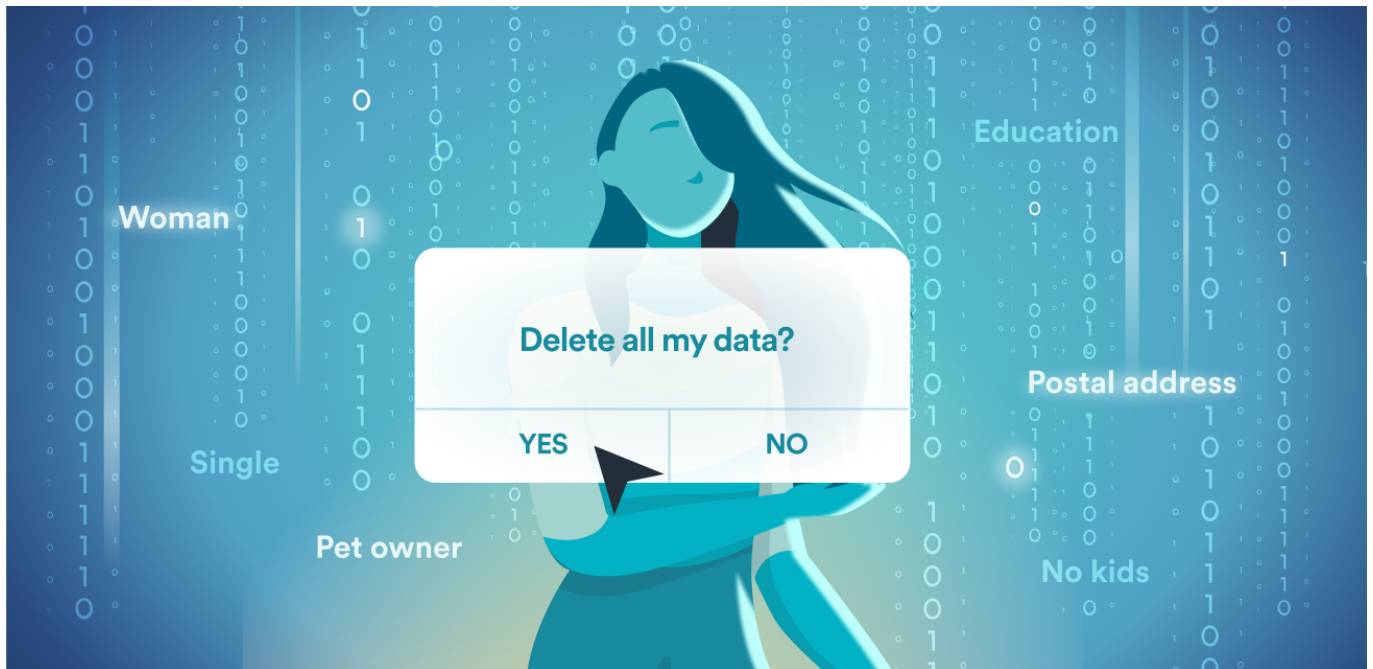 Education
Woman
Delete all my data?
Postal address
YES
NO
Single
Pet owner
No kids